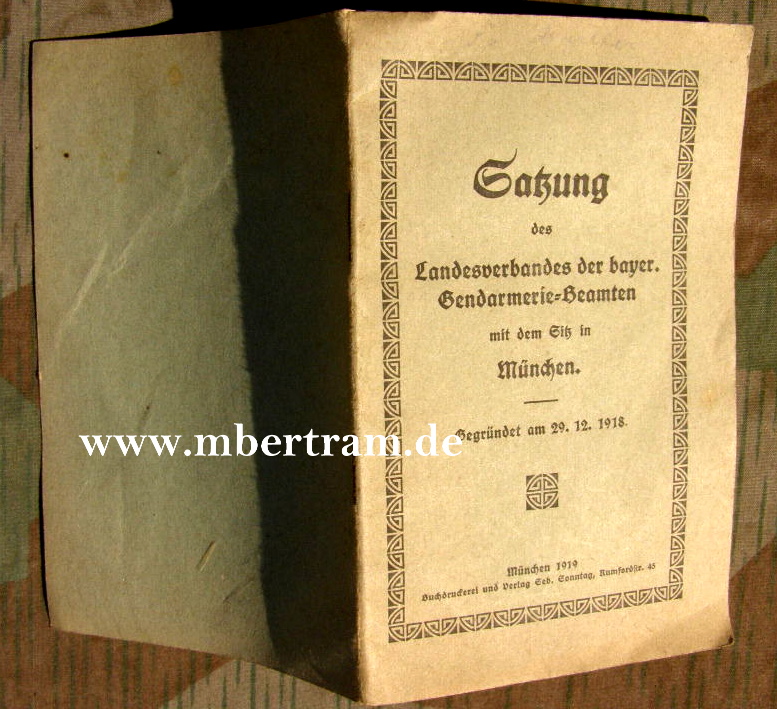 Satzung
des
Landesverbandes der bayer.
Gendarmerie=Beamten
mit dem Sitz in
München.
Gegründet am 29. 12. 1918.
www.mbertram.de
München 1919
Buchdruckerei und Verlag Seb. Sonntag, Rumfordstr. 45